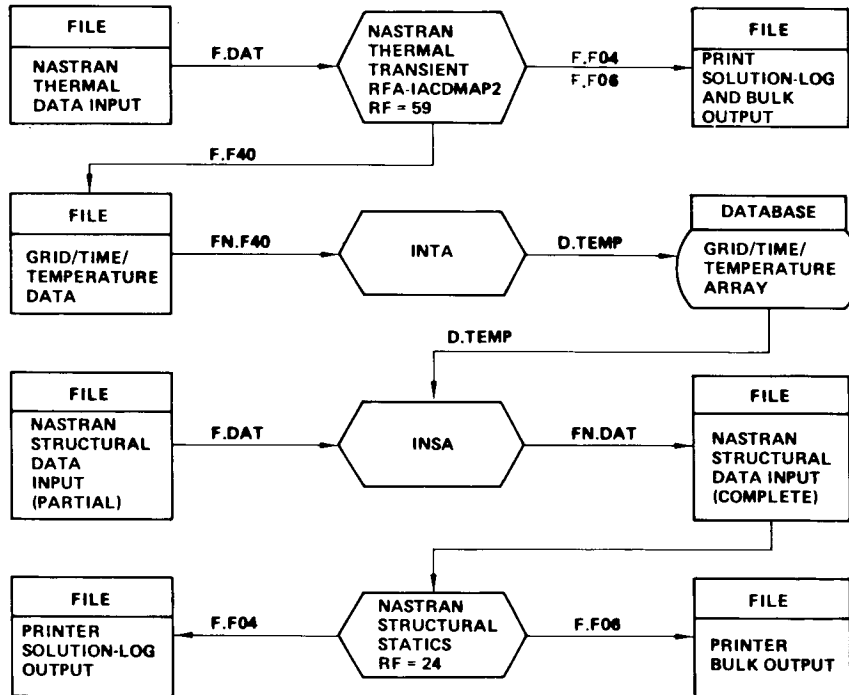 FILE
NASTRAN
THERMAL
DATA INPUT
F.DAT
NASTRAN
THERMAL
TRANSIENT
RFA-IACDMAP2
RF = 59
F.F04
F.F06
FILE
PRINT
SOLUTION-LOG
AND BULK
OUTPUT
F.F40
FILE
GRID/TIME/
TEMPERATURE
DATA
FN.F40
INTA
D.TEMP
DATABASE
GRID/TIME/
TEMPERATURE
ARRAY
D.TEMP
FILE
NASTRAN
STRUCTURAL
DATA
INPUT
(PARTIAL)
F.DAT
INSA
FN.DAT
FILE
NASTRAN
STRUCTURAL
DATA INPUT
(COMPLETE)
FILE
PRINTER
SOLUTION-LOG
OUTPUT
F.F04
NASTRAN
STRUCTURAL
STATICS
RF = 24
F.F06
FILE
PRINTER
BULK OUTPUT